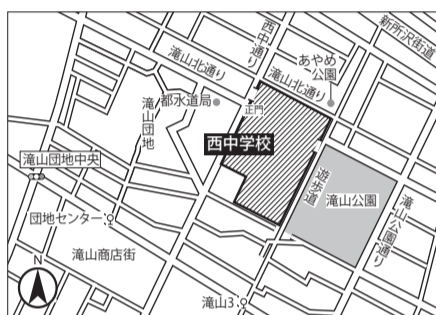 新所沢街道
西中通り
あやめ
公園
滝山北通り
滝山北通り
都水道局
正門
滝山団地
西中学校
滝山団地中央
遊歩道
滝山公園
団地センター
滝山公園通り
滝山商店街
N
滝山3